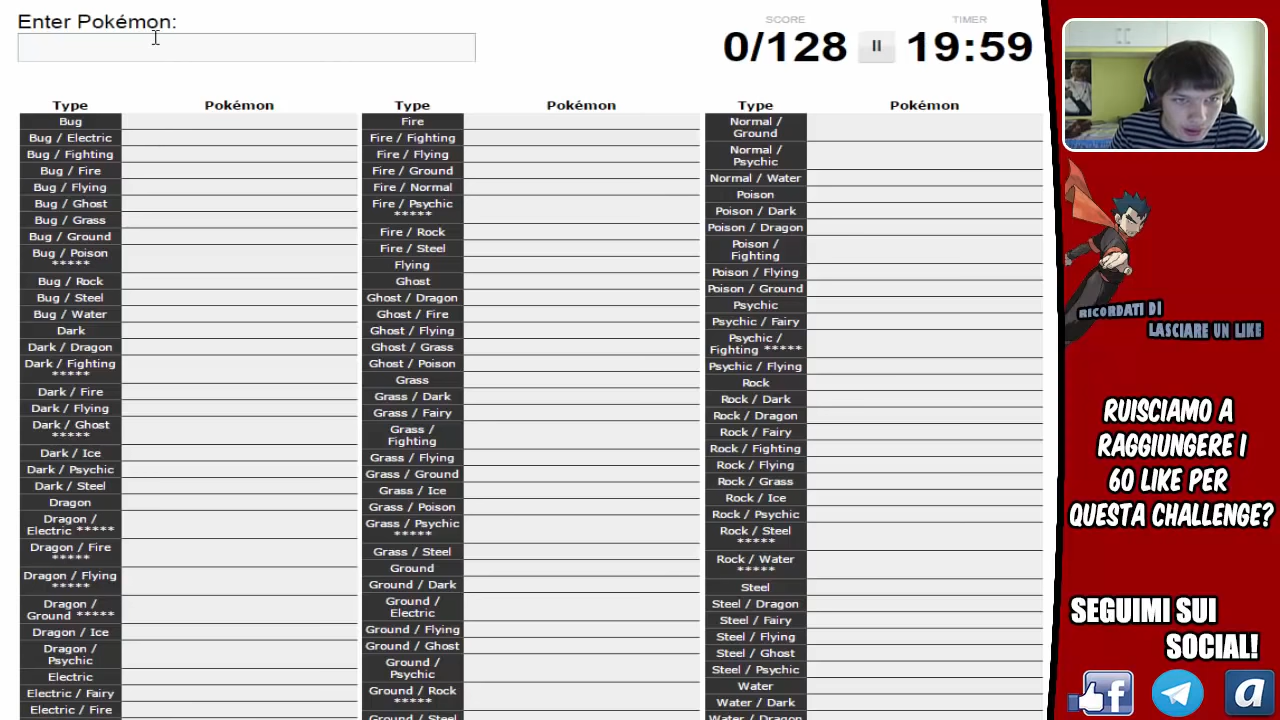 Enter Pokémon:
SCORE
TIMER
0/128
19:59
Type Pokémon
Bug
Bug / Electric
Bug / Fighting
Bug / Fire
Bug / Flying
Bug / Ghost
Bug / Grass
Bug / Ground
Bug / Poison
*****
Bug / Rock
Bug / Steel
Bug / Water
Dark
Dark / Dragon
Dark / Fighting
*****
Dark / Fire
Dark / Flying
Dark / Ghost
*****
Dark / Ice
Dark / Psychic
Dark / Steel
Dragon
Dragon /
Electric *****
Dragon / Fire
*****
Dragon / Flying
*****
Dragon /
Ground *****
Dragon / Ice
Dragon /
Psychic
Electric
Electric / Fairy
Electric / Fire
Type Pokémon
Fire
Fire / Fighting
Fire / Flying
Fire / Ground
Fire / Normal
Fire / Psychic
*****
Fire / Rock
Fire / Steel
Flying
Ghost
Ghost / Dragon
Ghost / Fire
Ghost / Flying
Ghost / Grass
Ghost / Poison
Grass
Grass / Dark
Grass / Fairy
Grass /
Fighting
Grass / Flying
Grass / Ground
Grass / Ice
Grass / Poison
Grass / Psychic
*****
Grass / Steel
Ground
Ground / Dark
Ground /
Electric
Ground / Flying
Ground / Ghost
Ground /
Psychic
Ground / Rock
*****
Ground / Steel
Type Pokémon
Normal /
Ground
Normal /
Psychic
Normal / Water
Poison
Poison / Dark
Poison / Dragon
Poison /
Fighting
Poison / Flying
Poison / Ground
Psychic
Psychic / Fairy
Psychic /
Fighting *****
Psychic / Flying
Rock
Rock / Dark
Rock / Dragon
Rock / Fairy
Rock / Fighting
Rock / Flying
Rock / Grass
Rock / Ice
Rock / Psychic
Rock / Steel
*****
Rock / Water
*****
Steel
Steel / Dragon
Steel / Fairy
Steel / Flying
Steel / Ghost
Steel / Psychic
Water
Water / Dark
Water / Dragon
RICORDATI DI
LASCIARE UN LIKE
RUISCIAMO A
RAGGIUNGERE I
60 LIKE PER
QUESTA CHALLENGE?
SEGUIMI SUI
SOCIAL!
f
a